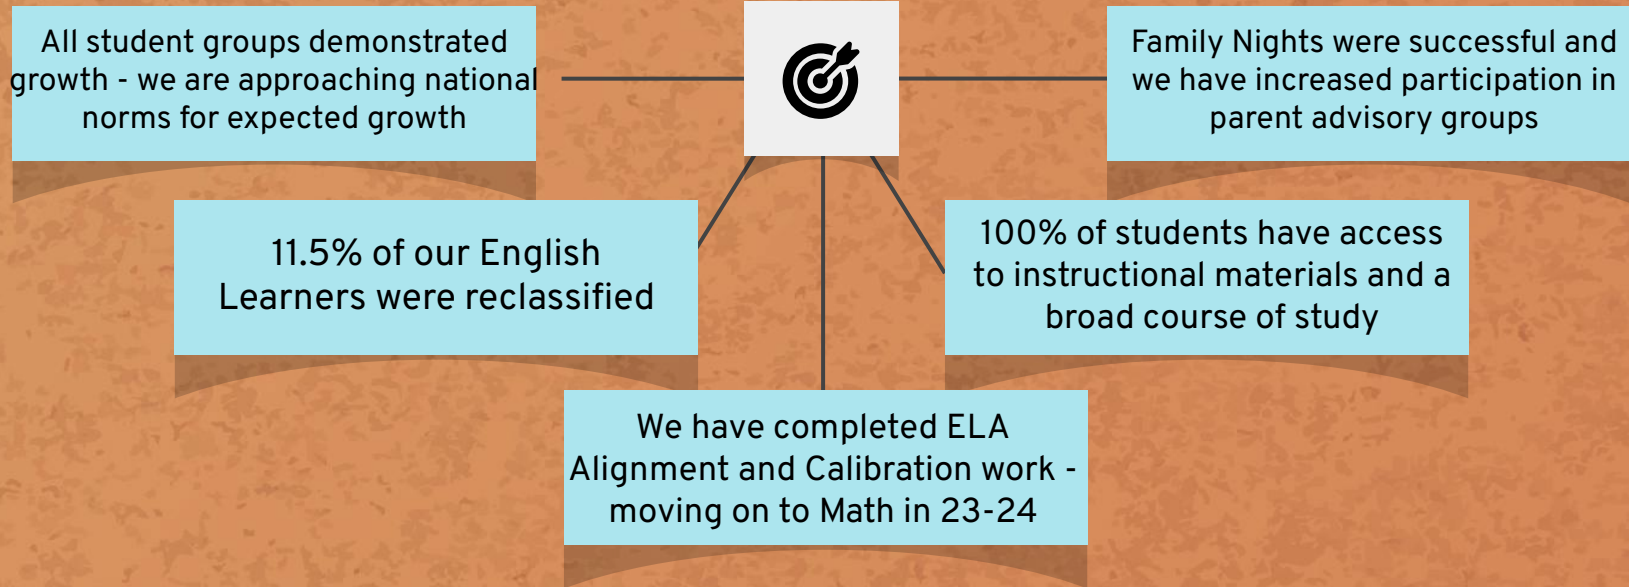 All student groups demonstrated
growth - we are approaching national
norms for expected growth
Family Nights were successful and
we have increased participation in
parent advisory groups
11.5% of our English
Learners were reclassified
100% of students have access
to instructional materials and a
broad course of study
We have completed ELA
Alignment and Calibration work -
moving on to Math in 23-24